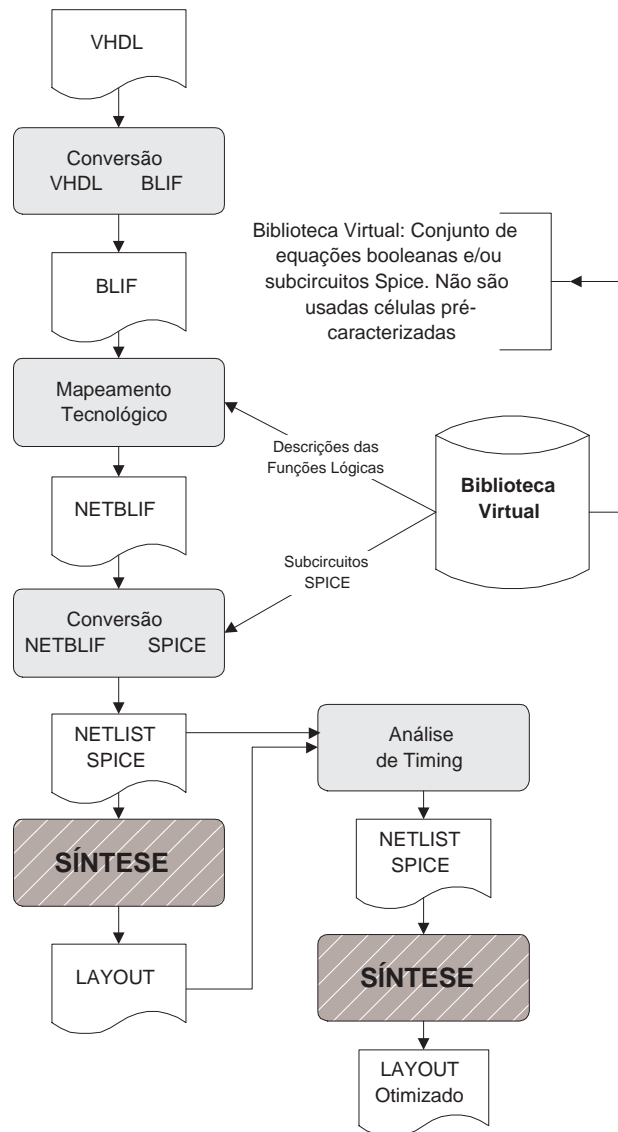 VHDL
Conversão
VHDL BLIF
BLIF
Biblioteca Virtual: Conjunto de
equações booleanas e/ou
subcircuitos Spice. Não são
usadas células pré-
caracterizadas
Mapeamento
Tecnológico
Descrições das
Funções Lógicas
Biblioteca
Virtual
NETBLIF
Subcircuitos
SPICE
Conversão
NETBLIF SPICE
NETLIST
SPICE
Análise
de Timing
SÍNTESE
NETLIST
SPICE
LAYOUT
SÍNTESE
LAYOUT
Otimizado